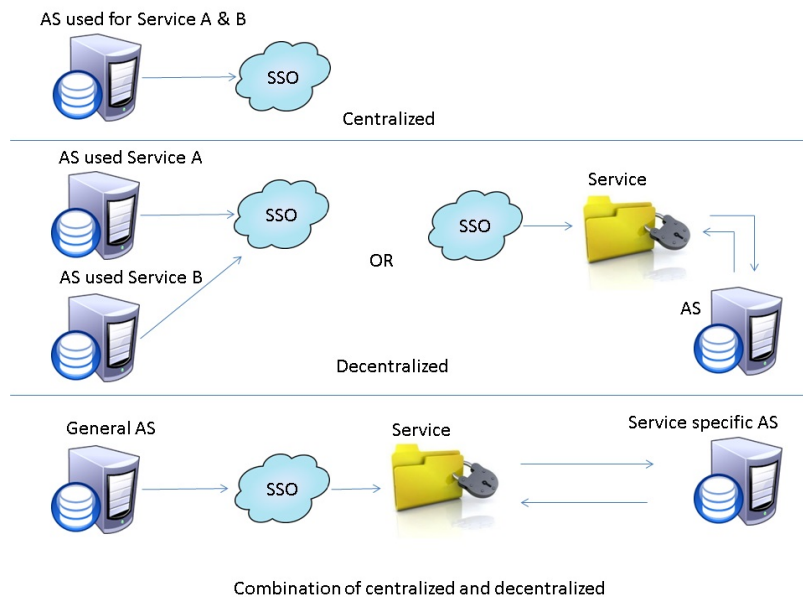 AS used for Service A & B
SSO
Centralized
AS used Service A
SSO
AS used Service B
OR
SSO
Service
AS
Decentralized
General AS
SSO
Service
Service specific AS
Combination of centralized and decentralized